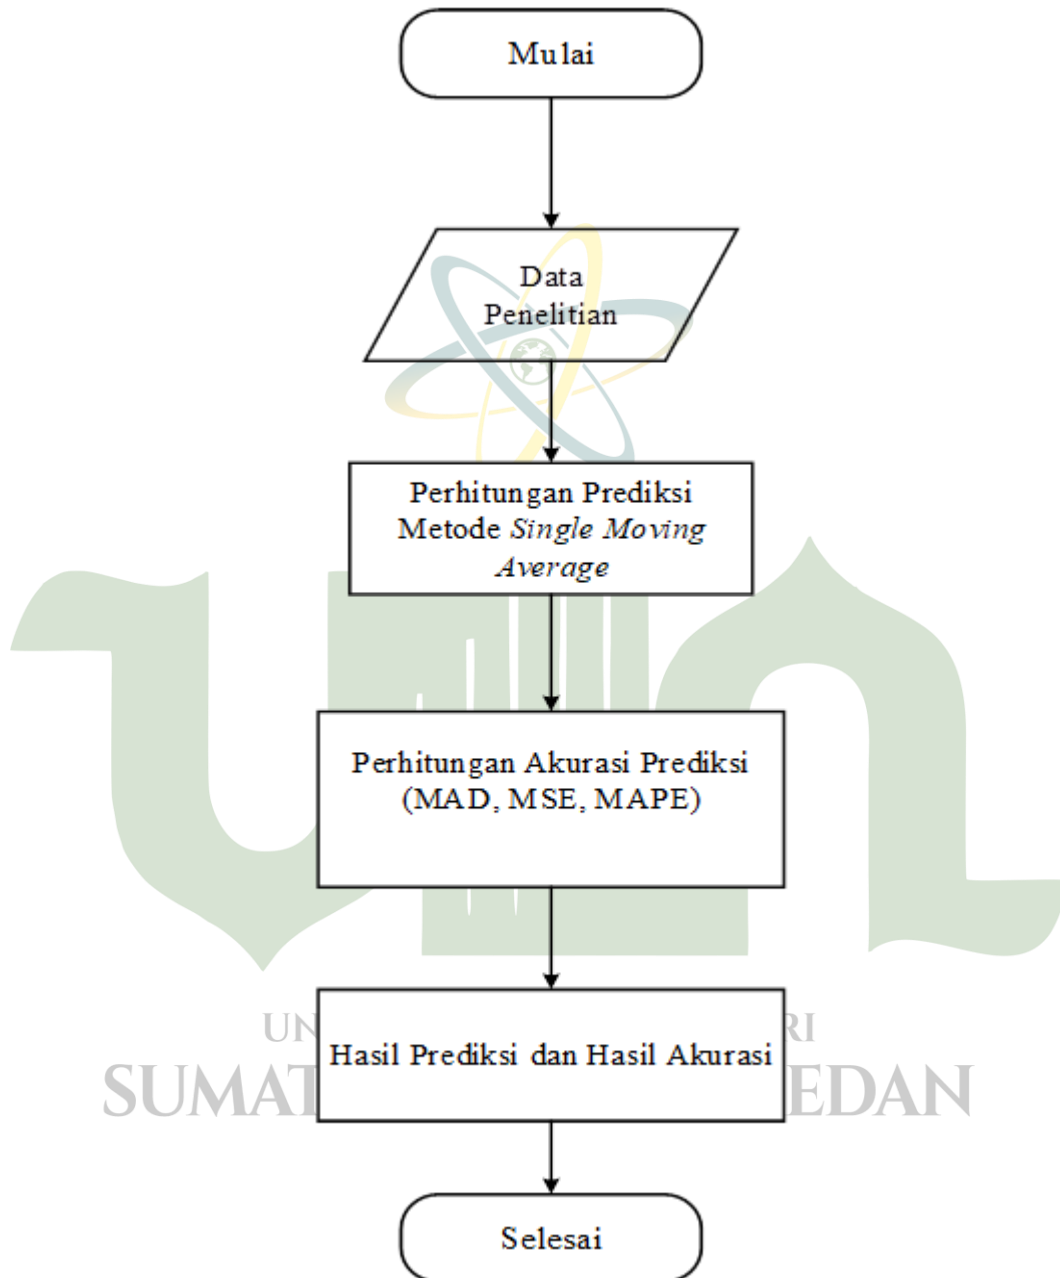 Mulai
Data
Penelitian
Perhitungan Prediksi
Metode Single Moving
Average
Perhitungan Akurasi Prediksi
(MAD, MSE, MAPE)
Hasil Prediksi dan Hasil Akurasi
Selesai